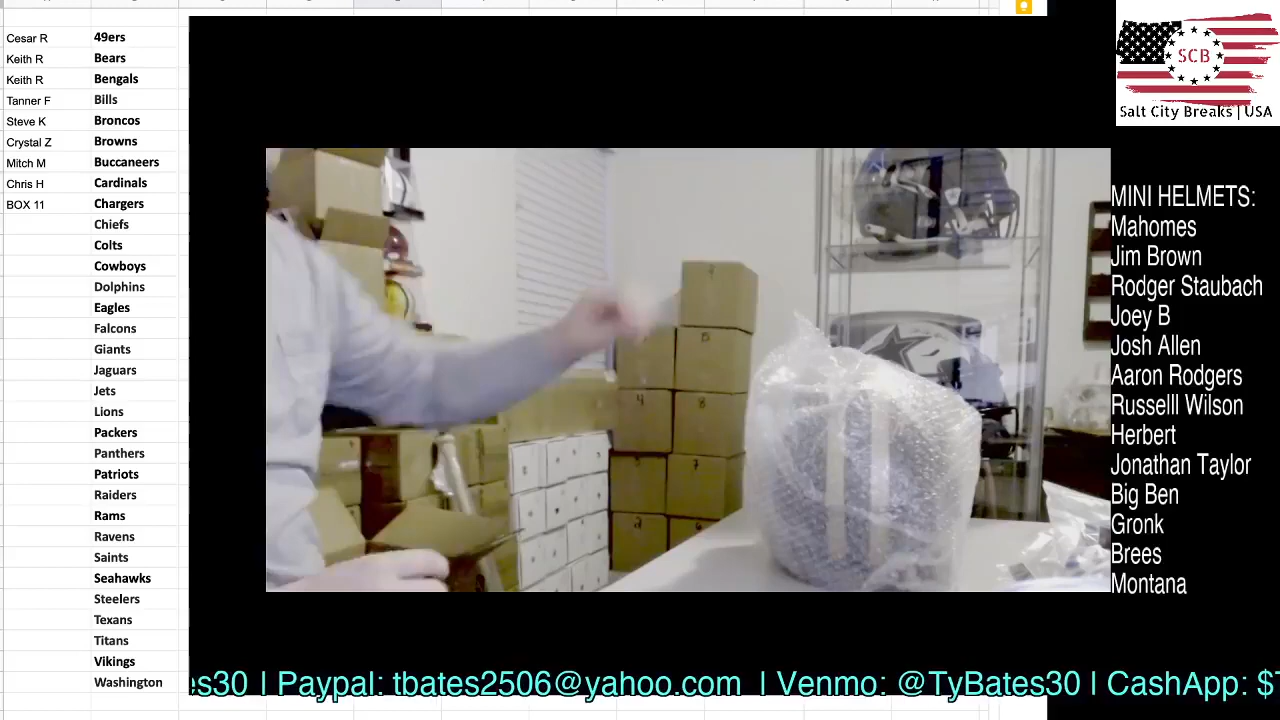 Cesar R 49ers
Keith R Bears
Keith R Bengals
Tanner F Bills
Steve K Broncos
Crystal Z Browns
Mitch M Buccaneers
Chris H Cardinals
BOX 11 Chargers
Chiefs
Colts
Cowboys
Dolphins
Eagles
Falcons
Giants
Jaguars
Jets
Lions
Packers
Panthers
Patriots
Raiders
Rams
Ravens
Saints
Seahawks
Steelers
Texans
Titans
Vikings
Washington
SCB
Salt City Breaks | USA
MINI HELMETS:
Mahomes
Jim Brown
Rodger Staubach
Joey B
Josh Allen
Aaron Rodgers
Russelll Wilson
Herbert
Jonathan Taylor
Big Ben
Gronk
Brees
Montana
4
8
7
es30 | Paypal: tbates2506@yahoo.com | Venmo: @TyBates30 | CashApp: $